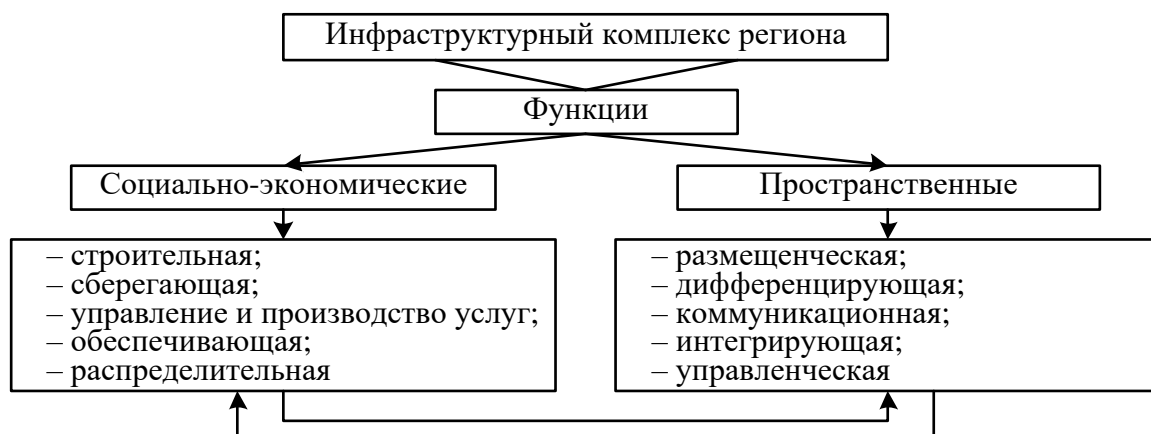 Инфраструктурный комплекс региона
Функции
Социально-экономические
Пространственные
– строительная;
– сберегающая;
– управление и производство услуг;
– обеспечивающая;
– распределительная
– размещенческая;
– дифференцирующая;
– коммуникационная;
– интегрирующая;
– управленческая